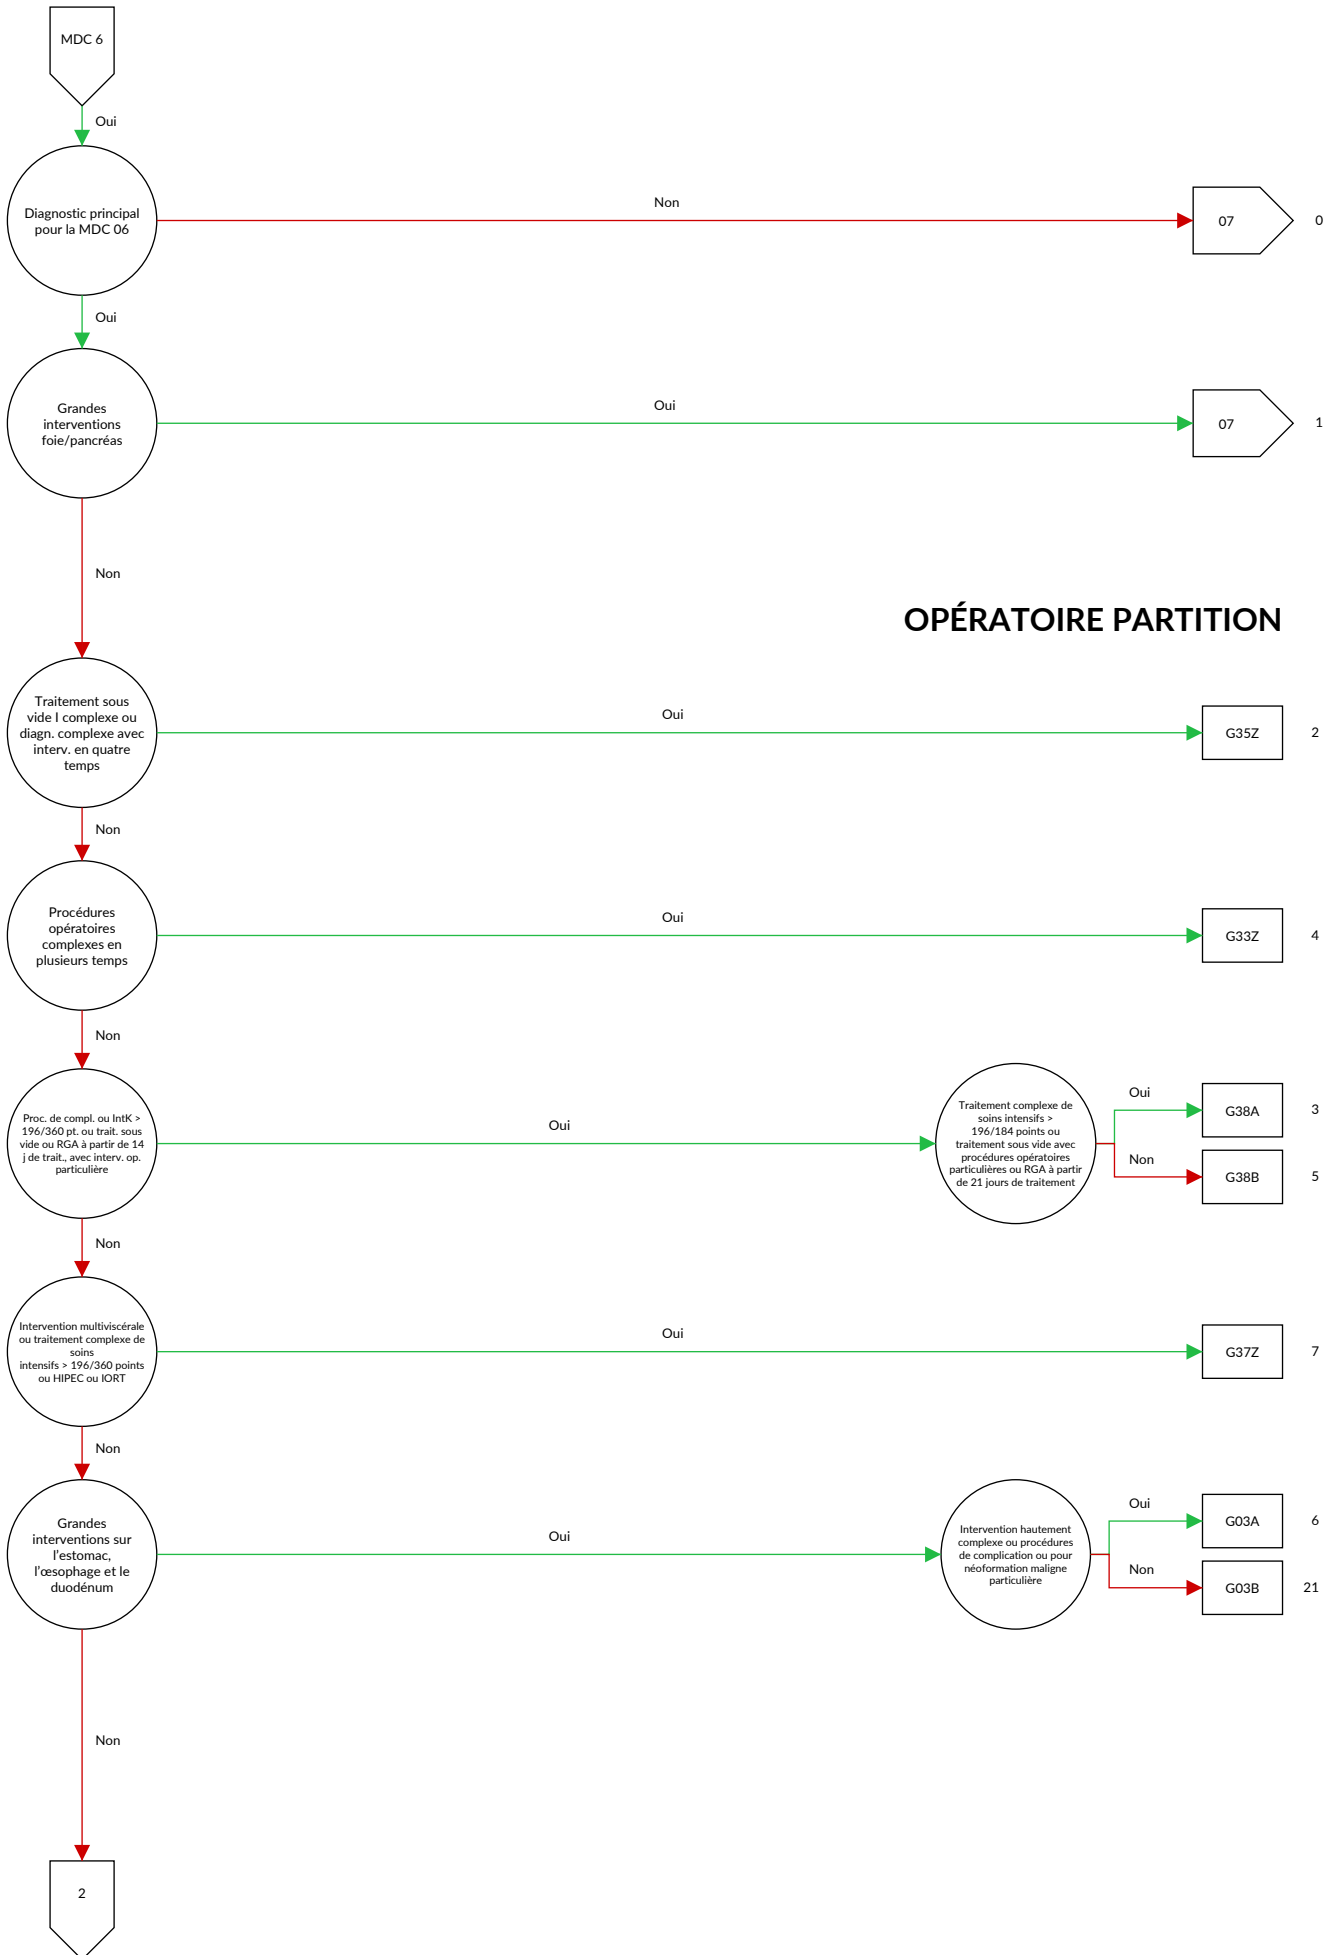 MDC 6
Oui
Diagnostic principal
pour la MDC 06
Non
07
0
Oui
Grandes
interventions
foie/pancréas
Oui
07
1
Non
OPÉRATOIRE PARTITION
Traitement sous
vide I complexe ou
diagn. complexe avec
interv. en quatre
temps
Oui
G35Z
2
Non
Procédures
opératoires
complexes en
plusieurs temps
Oui
G33Z
4
Non
Proc. de compl. ou IntK >
196/360 pt. ou trait. sous
vide ou RGA à partir de 14
j de trait., avec interv. op.
particulière
Oui
Traitement complexe de
soins intensifs >
196/184 points ou
traitement sous vide avec
procédures opératoires
particulières ou RGA à partir
de 21 jours de traitement
Oui
G38A
3
Non
G38B
5
Non
Intervention multiviscérale
ou traitement complexe de
soins
intensifs > 196/360 points
ou HIPEC ou IORT
Oui
G37Z
7
Non
Grandes
interventions sur
l'estomac,
l'œsophage et le
duodénum
Oui
Intervention hautement
complexe ou procédures
de complication ou pour
néoformation maligne
particulière
Oui
G03A
6
Non
G03B
21
Non
2